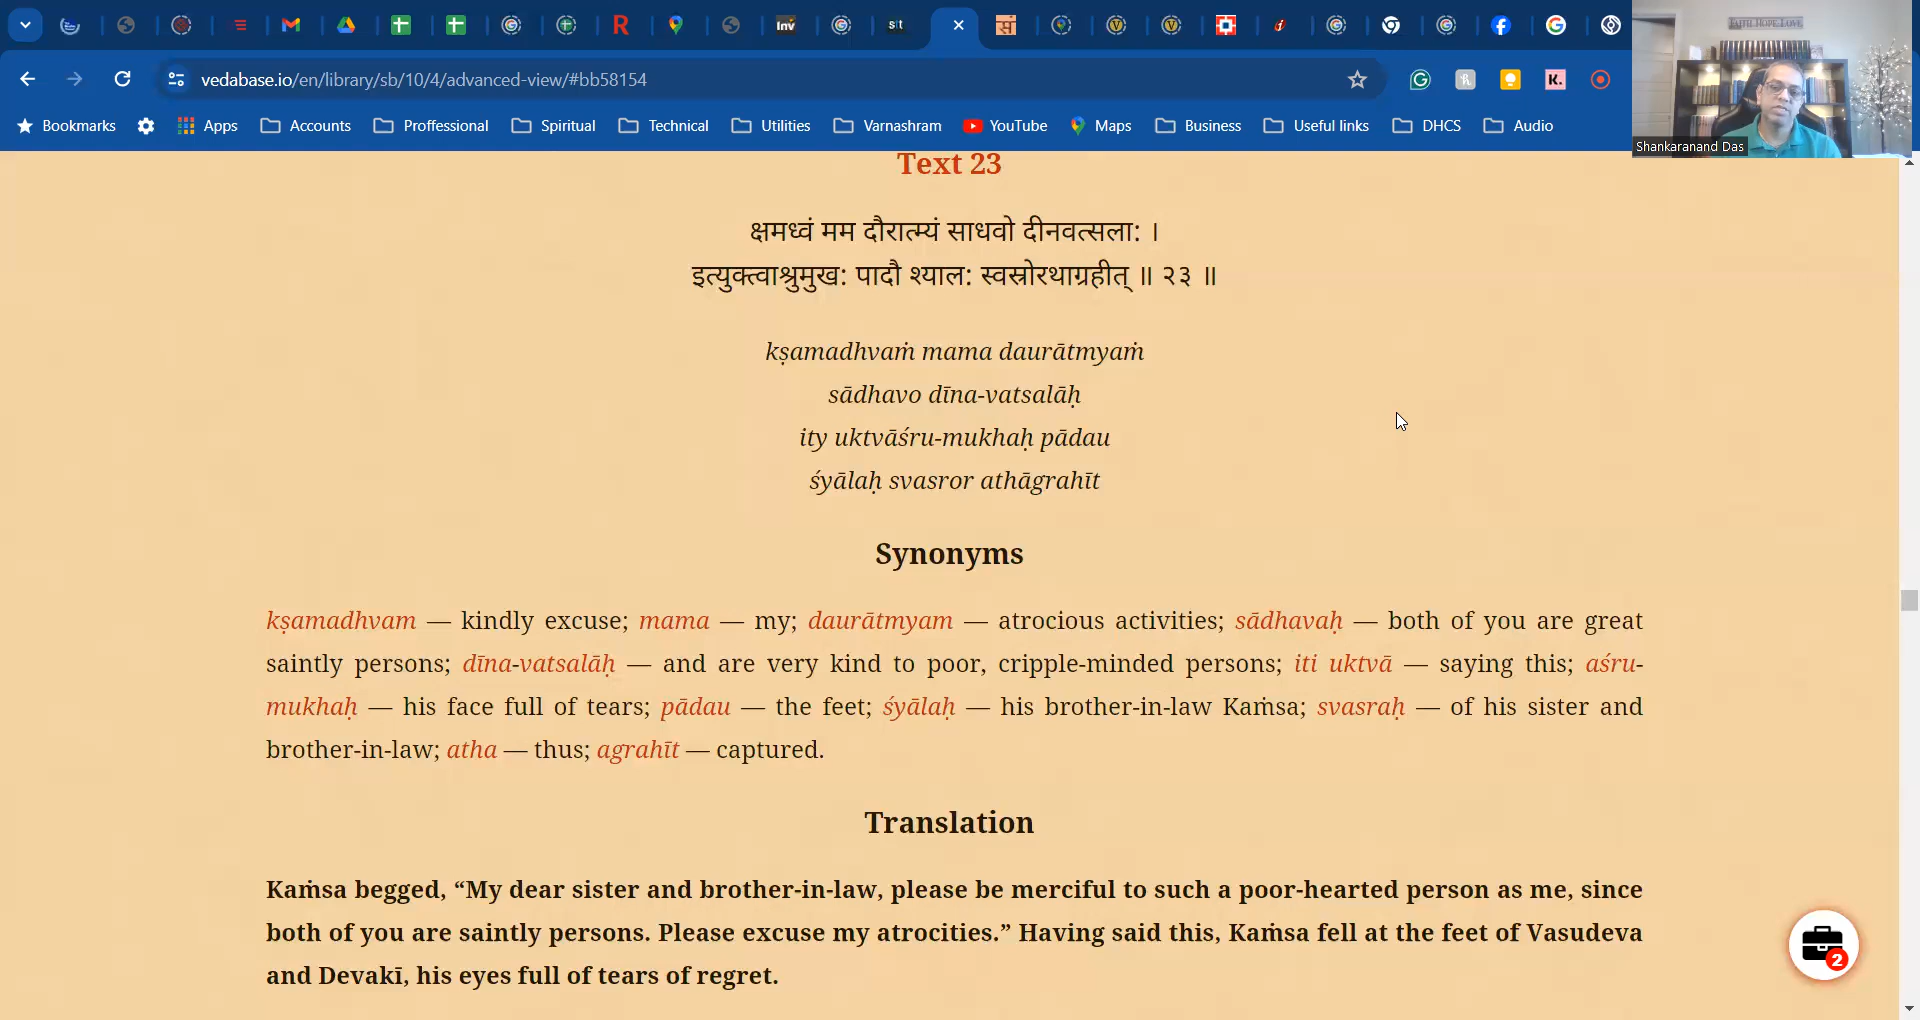 Inv
sit
vedabase.io/en/library/sb/10/4/advanced-view/#bb58154
K.
FAITH.HOPE.LOVE
Bookmarks Apps Accounts Proffessional Spiritual Technical Utilities Varnashram YouTube Maps Business Useful links DHCS Audio
Shankaranand Das
Text 23
क्षमध्वं मम दौरात्म्यं साधवो दीनवत्सला: ।
इत्युक्त्वाश्रुमुख: पादौ श्याल: स्वस्रोरथाग्रहीत् ॥ २३ ॥
kṣamadhvaṁ mama daurātmyaṁ
sādhavo dīna-vatsalāḥ
ity uktvāśru-mukhaḥ pādau
śyālaḥ svasror athāgrahīt
Synonyms
kṣamadhvam — kindly excuse; mama — my; daurātmyam — atrocious activities; sādhavaḥ — both of you are great
saintly persons; dīna-vatsalāḥ — and are very kind to poor, cripple-minded persons; iti uktvā — saying this; aśru-
mukhaḥ — his face full of tears; pādau — the feet; śyālaḥ — his brother-in-law Kaṁsa; svasraḥ — of his sister and
brother-in-law; atha — thus; agrahīt — captured.
Translation
Kaṁsa begged, “My dear sister and brother-in-law, please be merciful to such a poor-hearted person as me, since
both of you are saintly persons. Please excuse my atrocities.” Having said this, Kaṁsa fell at the feet of Vasudeva
and Devakī, his eyes full of tears of regret.
2